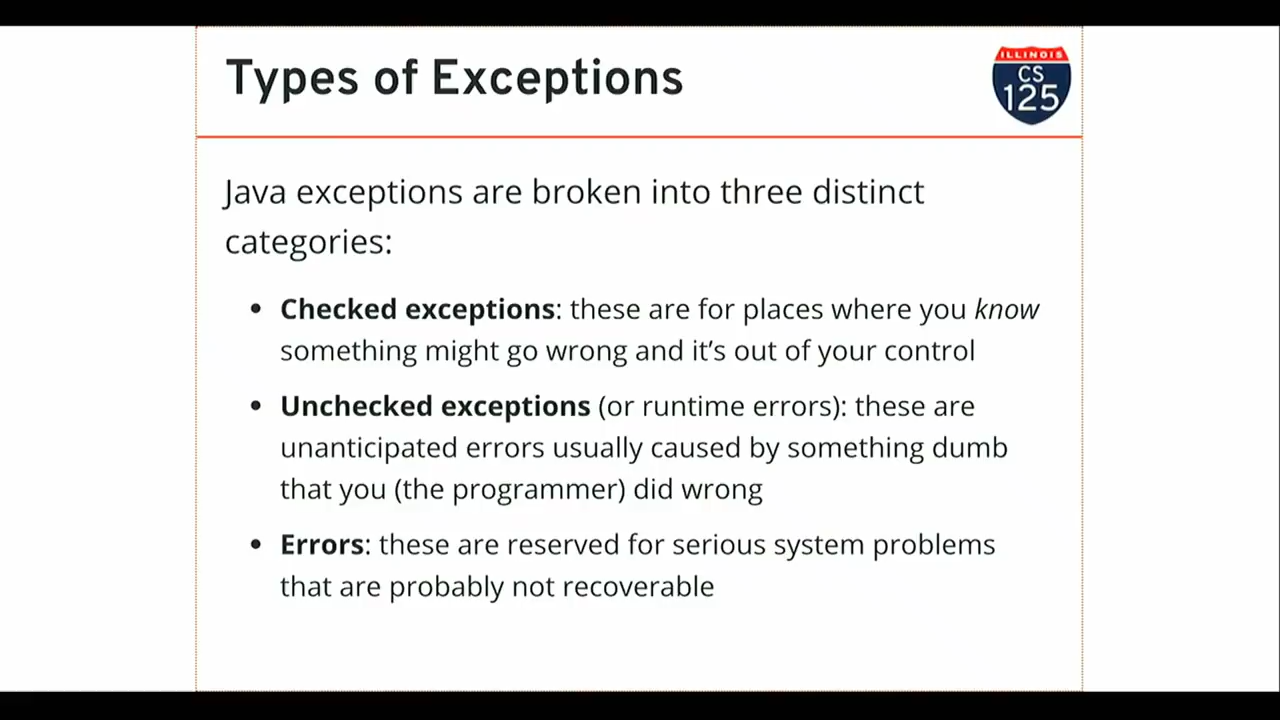 Types of Exceptions
ILLINOIS
CS
125
Java exceptions are broken into three distinct
categories:
• Checked exceptions: these are for places where you know
something might go wrong and it’s out of your control
• Unchecked exceptions (or runtime errors): these are
unanticipated errors usually caused by something dumb
that you (the programmer) did wrong
• Errors: these are reserved for serious system problems
that are probably not recoverable